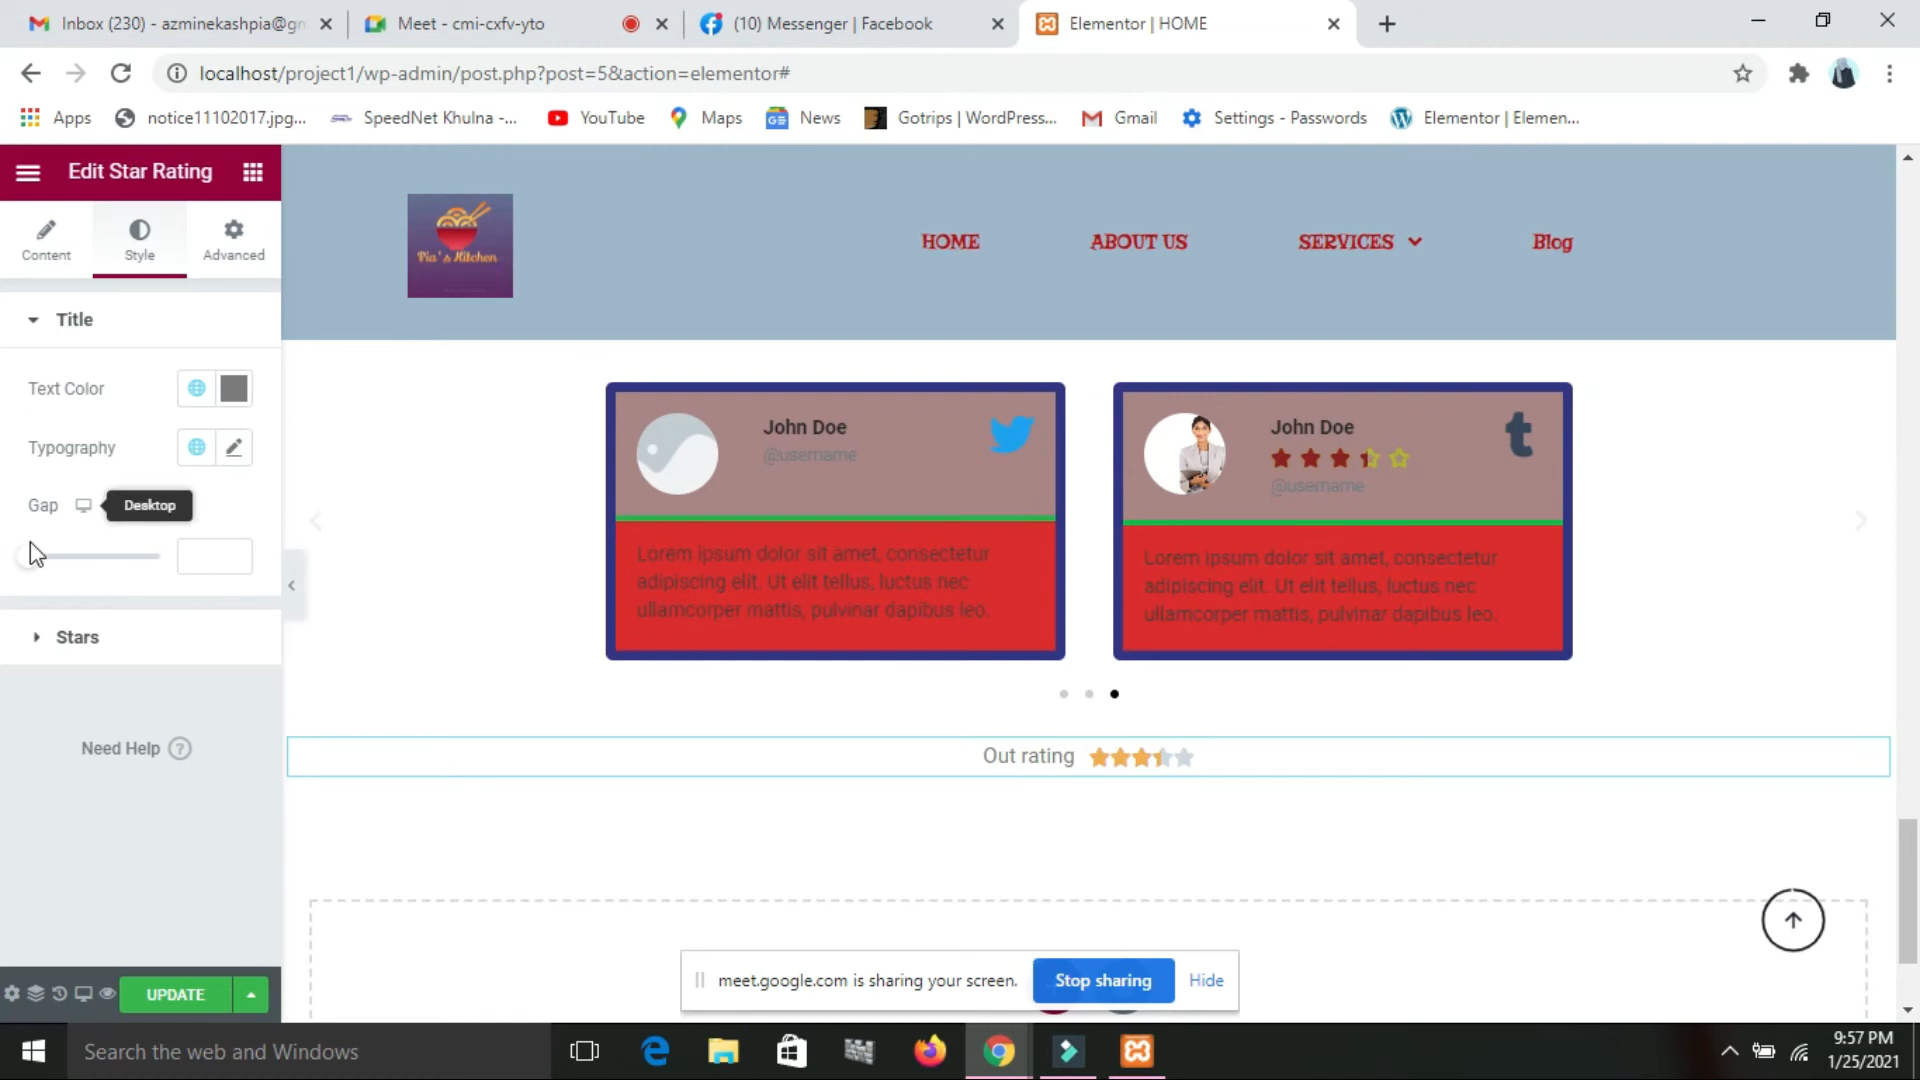 Inbox (230) - azminekashpia@gm
Meet - cmi-cxfv-yto
(10) Messenger | Facebook
Elementor | HOME
localhost/project1/wp-admin/post.php?post=5&action=elementor#
Apps
notice11102017.jpg...
SpeedNet Khulna -...
YouTube
Maps
News
Gotrips | WordPress...
Gmail
Settings - Passwords
Elementor | Elemen...
Edit Star Rating
Content
Style
Advanced
Title
Text Color
Typography
Gap
Desktop
Stars
Need Help ?
UPDATE
Pia's Kitchen
HOME
ABOUT US
SERVICES
Blog
John Doe
@username
Lorem ipsum dolor sit amet, consectetur
adipiscing elit. Ut elit tellus, luctus nec
ullamcorper mattis, pulvinar dapibus leo.
John Doe
@username
Lorem ipsum dolor sit amet, consectetur
adipiscing elit. Ut elit tellus, luctus nec
ullamcorper mattis, pulvinar dapibus leo.
Out rating
meet.google.com is sharing your screen.
Stop sharing
Hide
Search the web and Windows
9:57 PM
1/25/2021